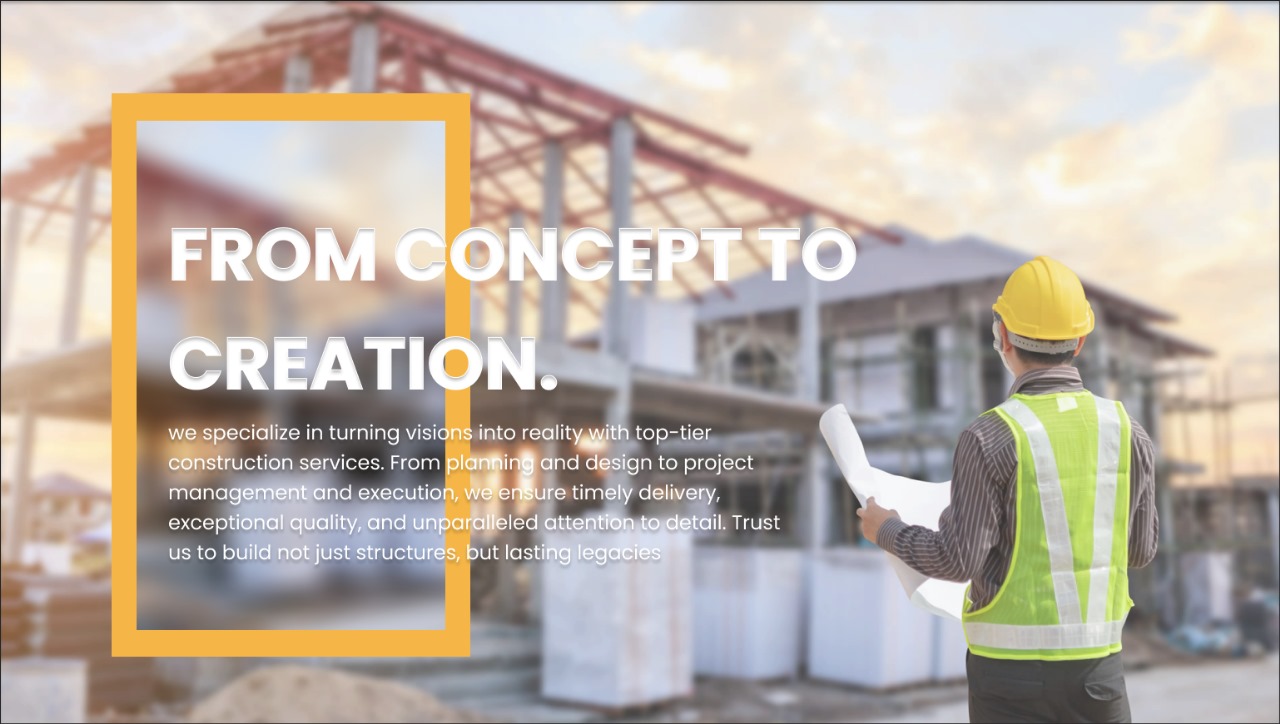 FROM CONCEPT TO
CREATION.
we specialize in turning visions into reality with top-tier
construction services. From planning and design to project
management and execution, we ensure timely delivery,
exceptional quality, and unparalleled attention to detail. Trust
us to build not just structures, but lasting legacies